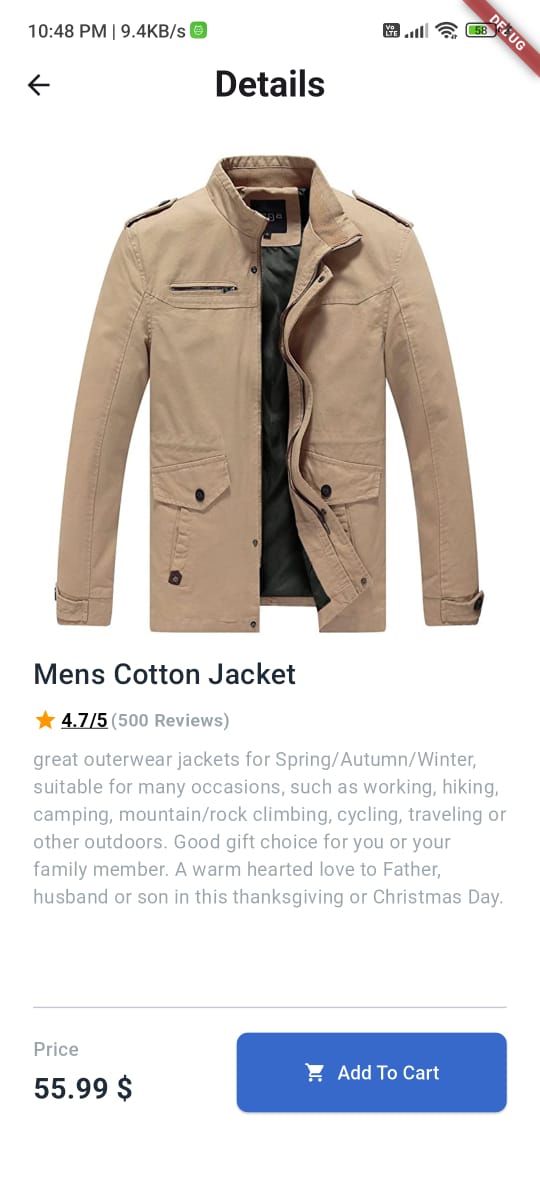 10:48 PM | 9.4KB/s
Vo LTE
58
DEBUG
Details
Mens Cotton Jacket
4.7/5 (500 Reviews)
great outerwear jackets for Spring/Autumn/Winter,
suitable for many occasions, such as working, hiking,
camping, mountain/rock climbing, cycling, traveling or
other outdoors. Good gift choice for you or your
family member. A warm hearted love to Father,
husband or son in this thanksgiving or Christmas Day.
Price
55.99 $
Add To Cart